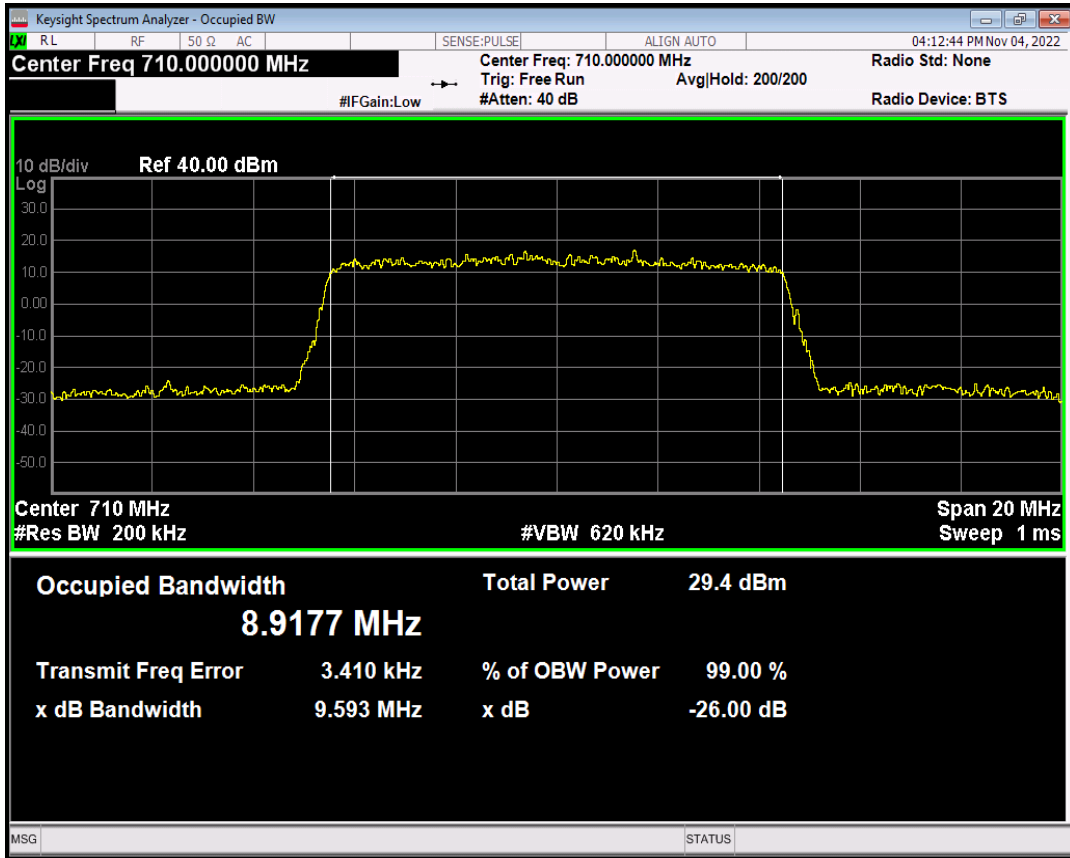 Keysight Spectrum Analyzer - Occupied BW
LXI RL RF 50 Ω AC SENSE:PULSE ALIGN AUTO 04:12:44 PM Nov 04, 2022
Center Freq 710.000000 MHz Center Freq: 710.000000 MHz Radio Std: None
Trig: Free Run Avg|Hold: 200/200
#IFGain:Low #Atten: 40 dB Radio Device: BTS
10 dB/div Ref 40.00 dBm
Log
30.0
20.0
10.0
0.00
-10.0
-20.0
-30.0
-40.0
-50.0
Center 710 MHz Span 20 MHz
#Res BW 200 kHz #VBW 620 kHz Sweep 1 ms
Occupied Bandwidth Total Power 29.4 dBm
8.9177 MHz
Transmit Freq Error 3.410 kHz % of OBW Power 99.00 %
x dB Bandwidth 9.593 MHz x dB -26.00 dB
MSG STATUS